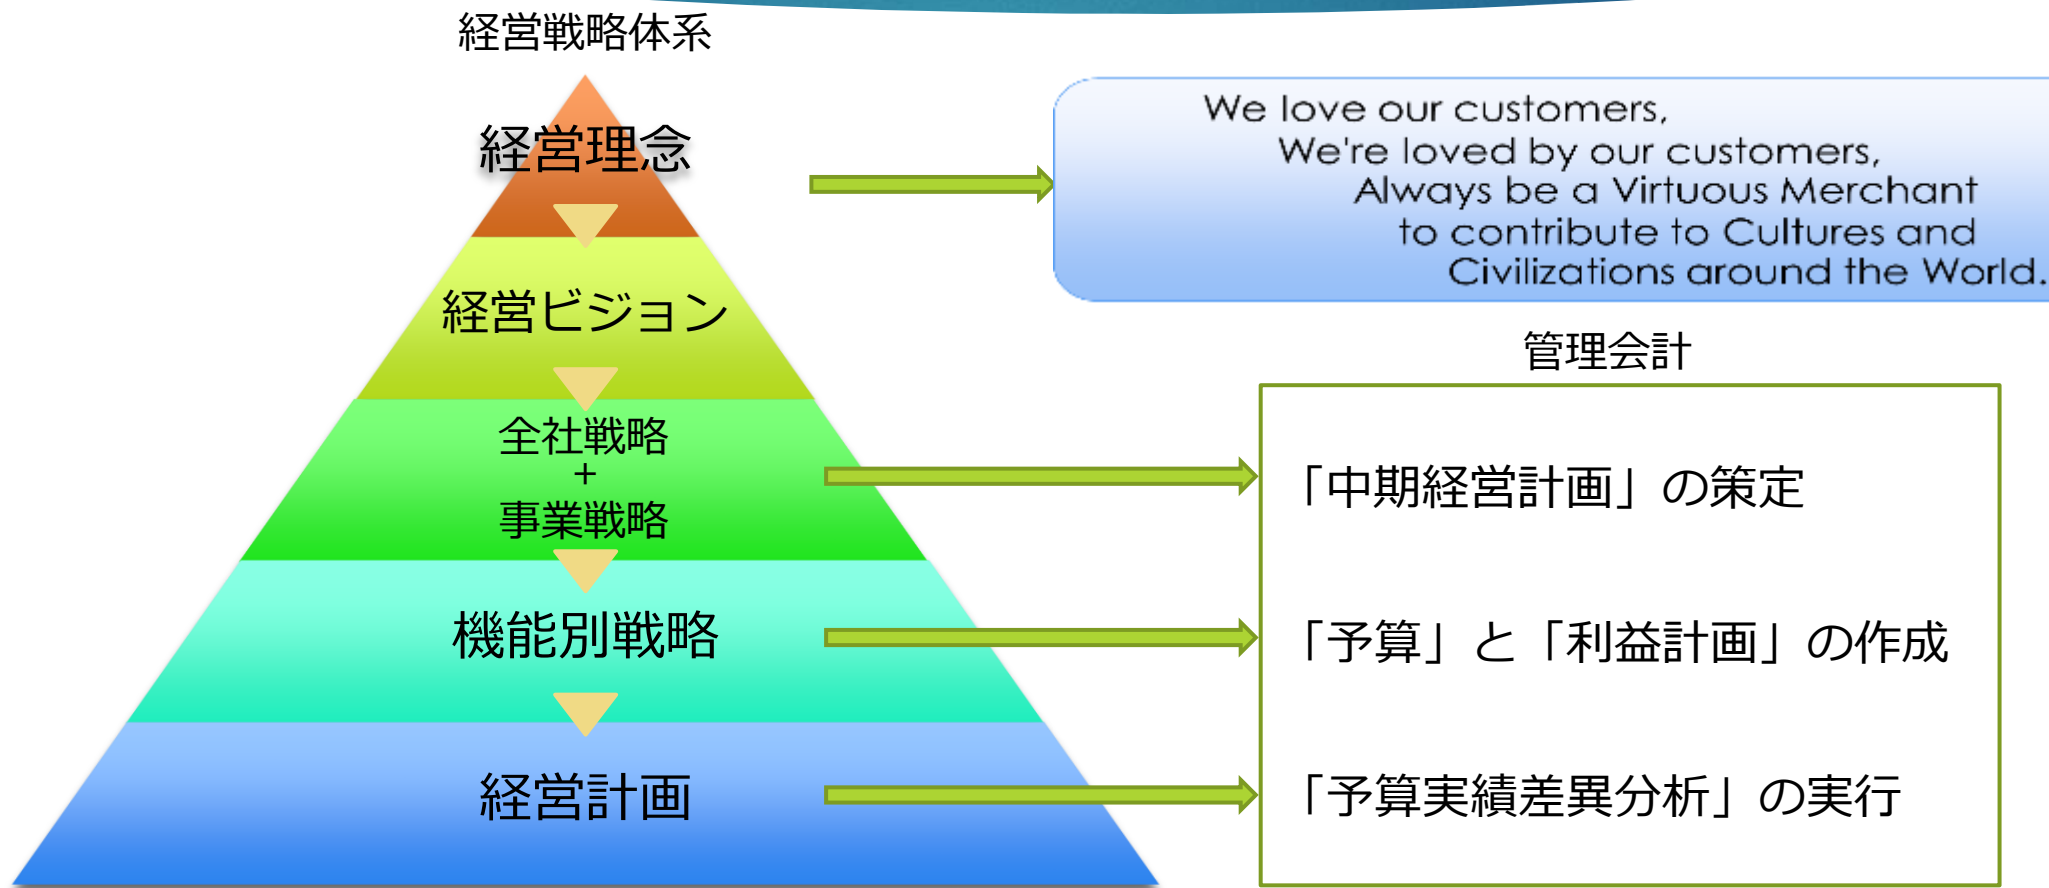 経営戦略体系
経営理念
経営ビジョン
全社戦略
+
事業戦略
機能別戦略
経営計画
We love our customers,
We're loved by our customers,
Always be a Virtuous Merchant
to contribute to Cultures and
Civilizations around the World.
管理会計
「中期経営計画」の策定
「予算」と「利益計画」の作成
「予算実績差異分析」の実行